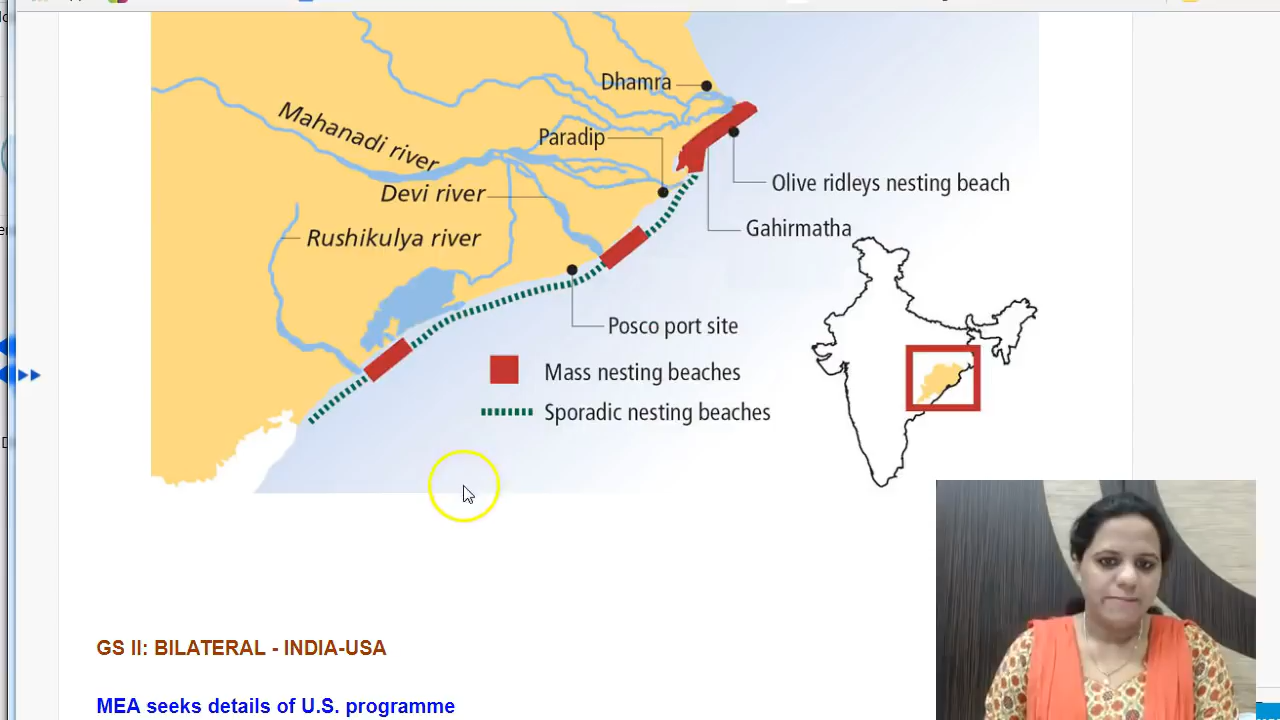 Dhamra
Mahanadi river
Paradip
Devi river
Olive ridleys nesting beach
Rushikulya river
Gahirmatha
Posco port site
Mass nesting beaches
Sporadic nesting beaches
GS II: BILATERAL - INDIA-USA
MEA seeks details of U.S. programme